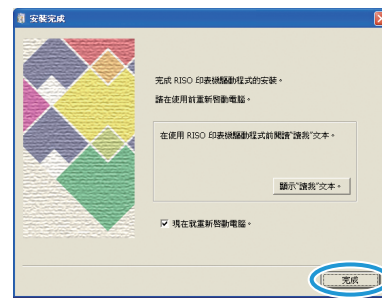 安裝完成
完成 RISO 印表機驅動程式的安裝。
請在使用前重新啓動電腦。
在使用 RISO 印表機驅動程式前閱讀“讀我”文本。
顯示“讀我”文本。
現在就重新啓動電腦。
完成